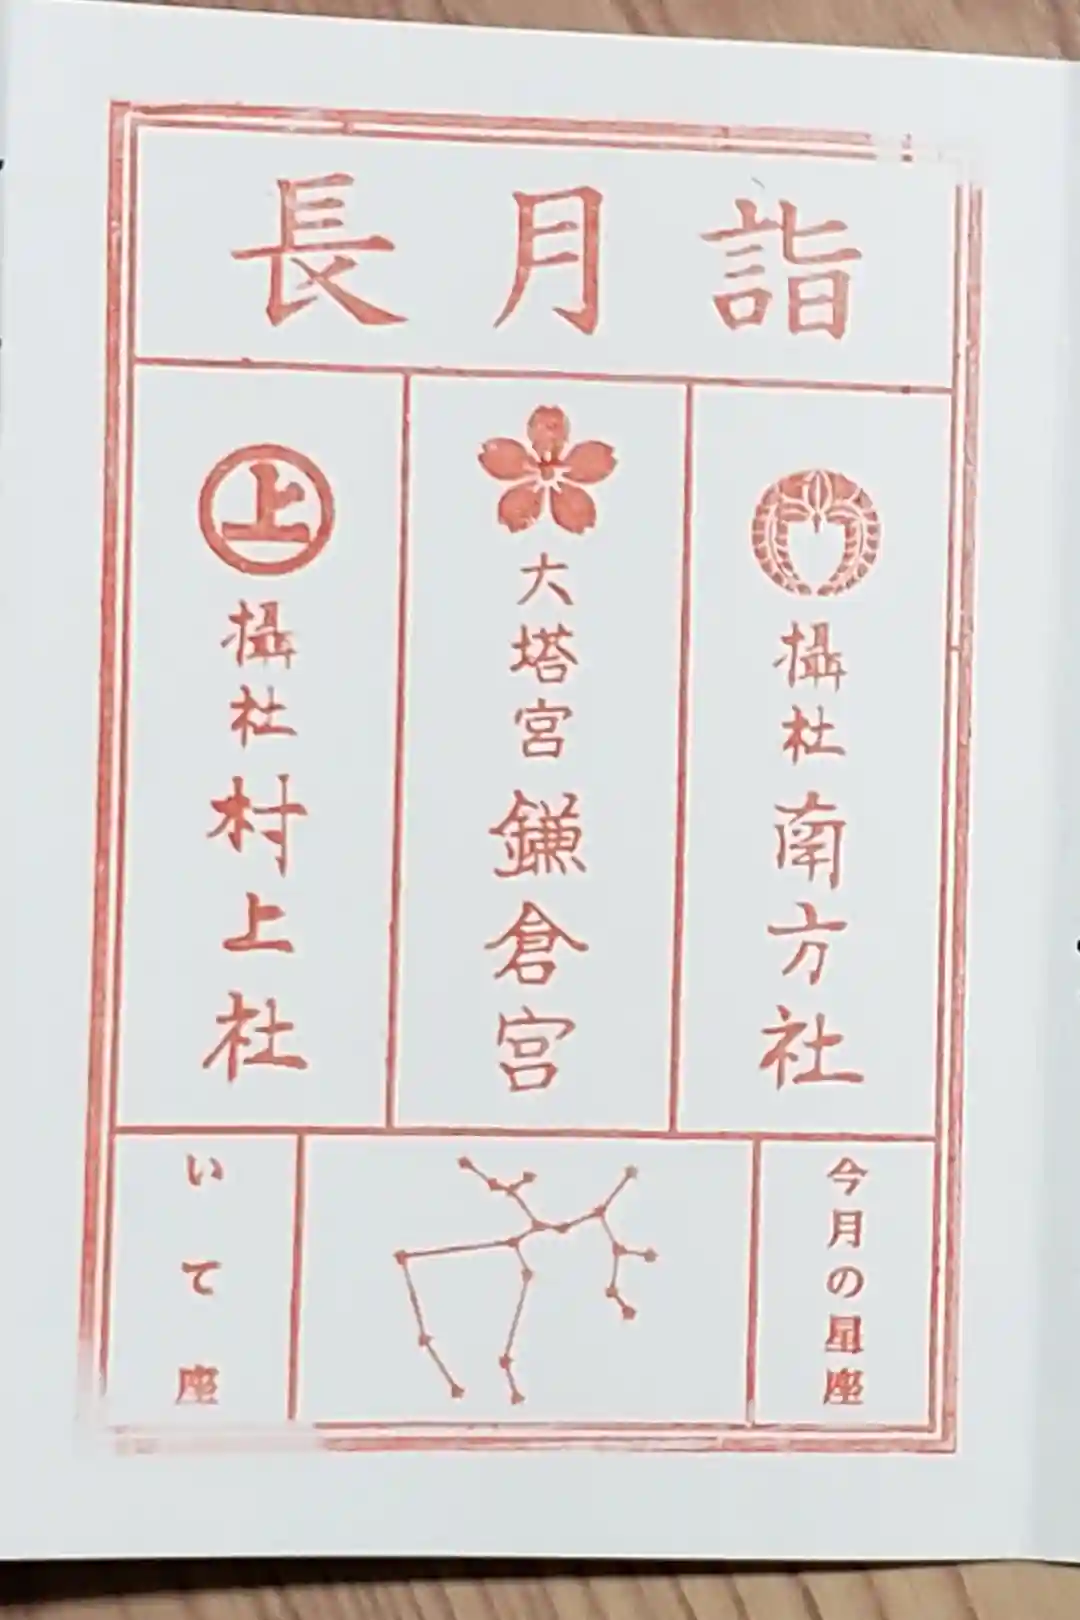 長月詣
摂社 南方社
大塔宮 鎌倉宮
上
摂社 村上社
今月の星座
いて座